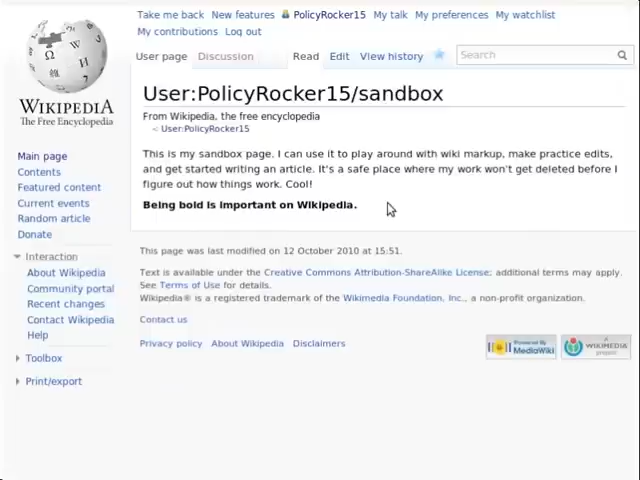 Take me back New features PolicyRocker15 My talk My preferences My watchlist
My contributions Log out
User page Discussion Read Edit View history Search
WIKIPEDIA
The Free Encyclopedia
User:PolicyRocker15/sandbox
From Wikipedia, the free encyclopedia
< User:PolicyRocker15
This is my sandbox page. I can use it to play around with wiki markup, make practice edits,
and get started writing an article. It's a safe place where my work won't get deleted before I
figure out how things work. Cool!
Being bold is important on Wikipedia.
Main page
Contents
Featured content
Current events
Random article
Donate
Interaction
About Wikipedia
Community portal
Recent changes
Contact Wikipedia
Help
Toolbox
Print/export
This page was last modified on 12 October 2010 at 15:51.
Text is available under the Creative Commons Attribution-ShareAlike License; additional terms may apply.
See Terms of Use for details.
Wikipedia® is a registered trademark of the Wikimedia Foundation, Inc., a non-profit organization.
Contact us
Privacy policy About Wikipedia Disclaimers
Powered By
MediaWiki
A
WIKIMEDIA
project